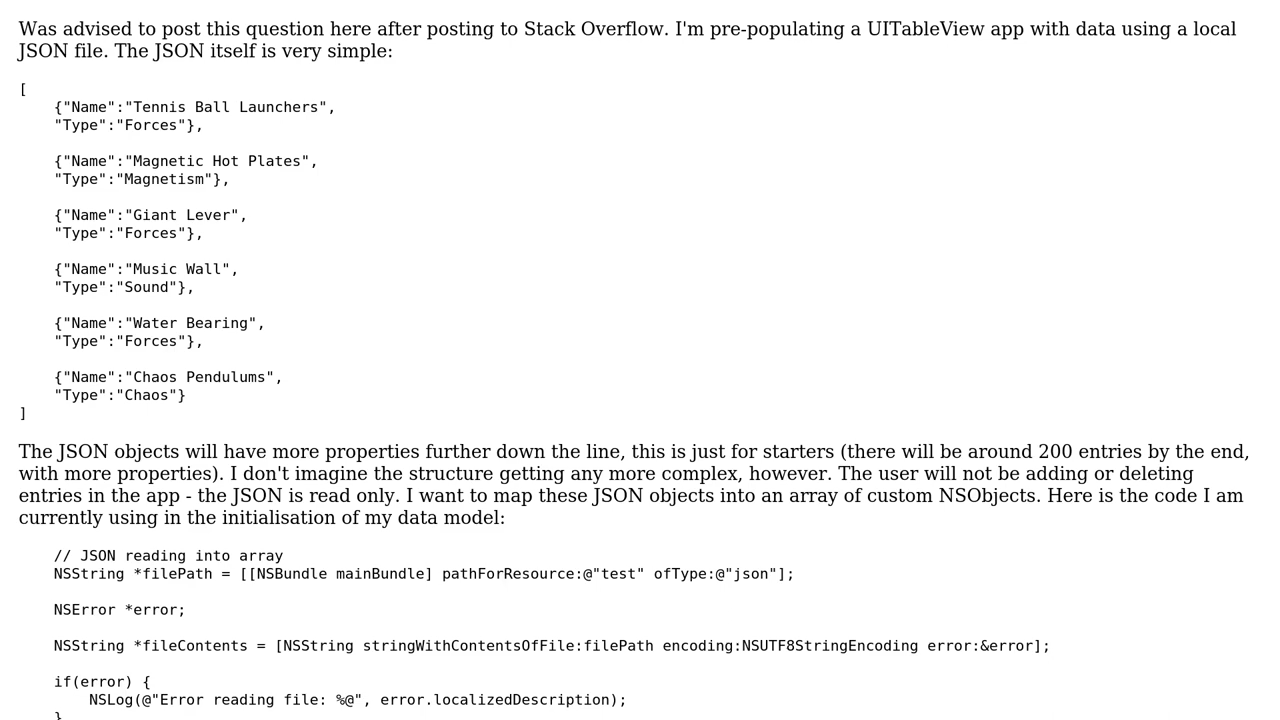 Was advised to post this question here after posting to Stack Overflow. I'm pre-populating a UITableView app with data using a local
JSON file. The JSON itself is very simple:
[
{"Name":"Tennis Ball Launchers",
"Type":"Forces"},
{"Name":"Magnetic Hot Plates",
"Type":"Magnetism"},
{"Name":"Giant Lever",
"Type":"Forces"},
{"Name":"Music Wall",
"Type":"Sound"},
{"Name":"Water Bearing",
"Type":"Forces"},
{"Name":"Chaos Pendulums",
"Type":"Chaos"}
]
The JSON objects will have more properties further down the line, this is just for starters (there will be around 200 entries by the end,
with more properties). I don't imagine the structure getting any more complex, however. The user will not be adding or deleting
entries in the app - the JSON is read only. I want to map these JSON objects into an array of custom NSObjects. Here is the code I am
currently using in the initialisation of my data model:
// JSON reading into array
NSString *filePath = [[NSBundle mainBundle] pathForResource:@"test" ofType:@"json"];
NSError *error;
NSString *fileContents = [NSString stringWithContentsOfFile:filePath encoding:NSUTF8StringEncoding error:&error];
if(error) {
NSLog(@"Error reading file: %@", error.localizedDescription);
}